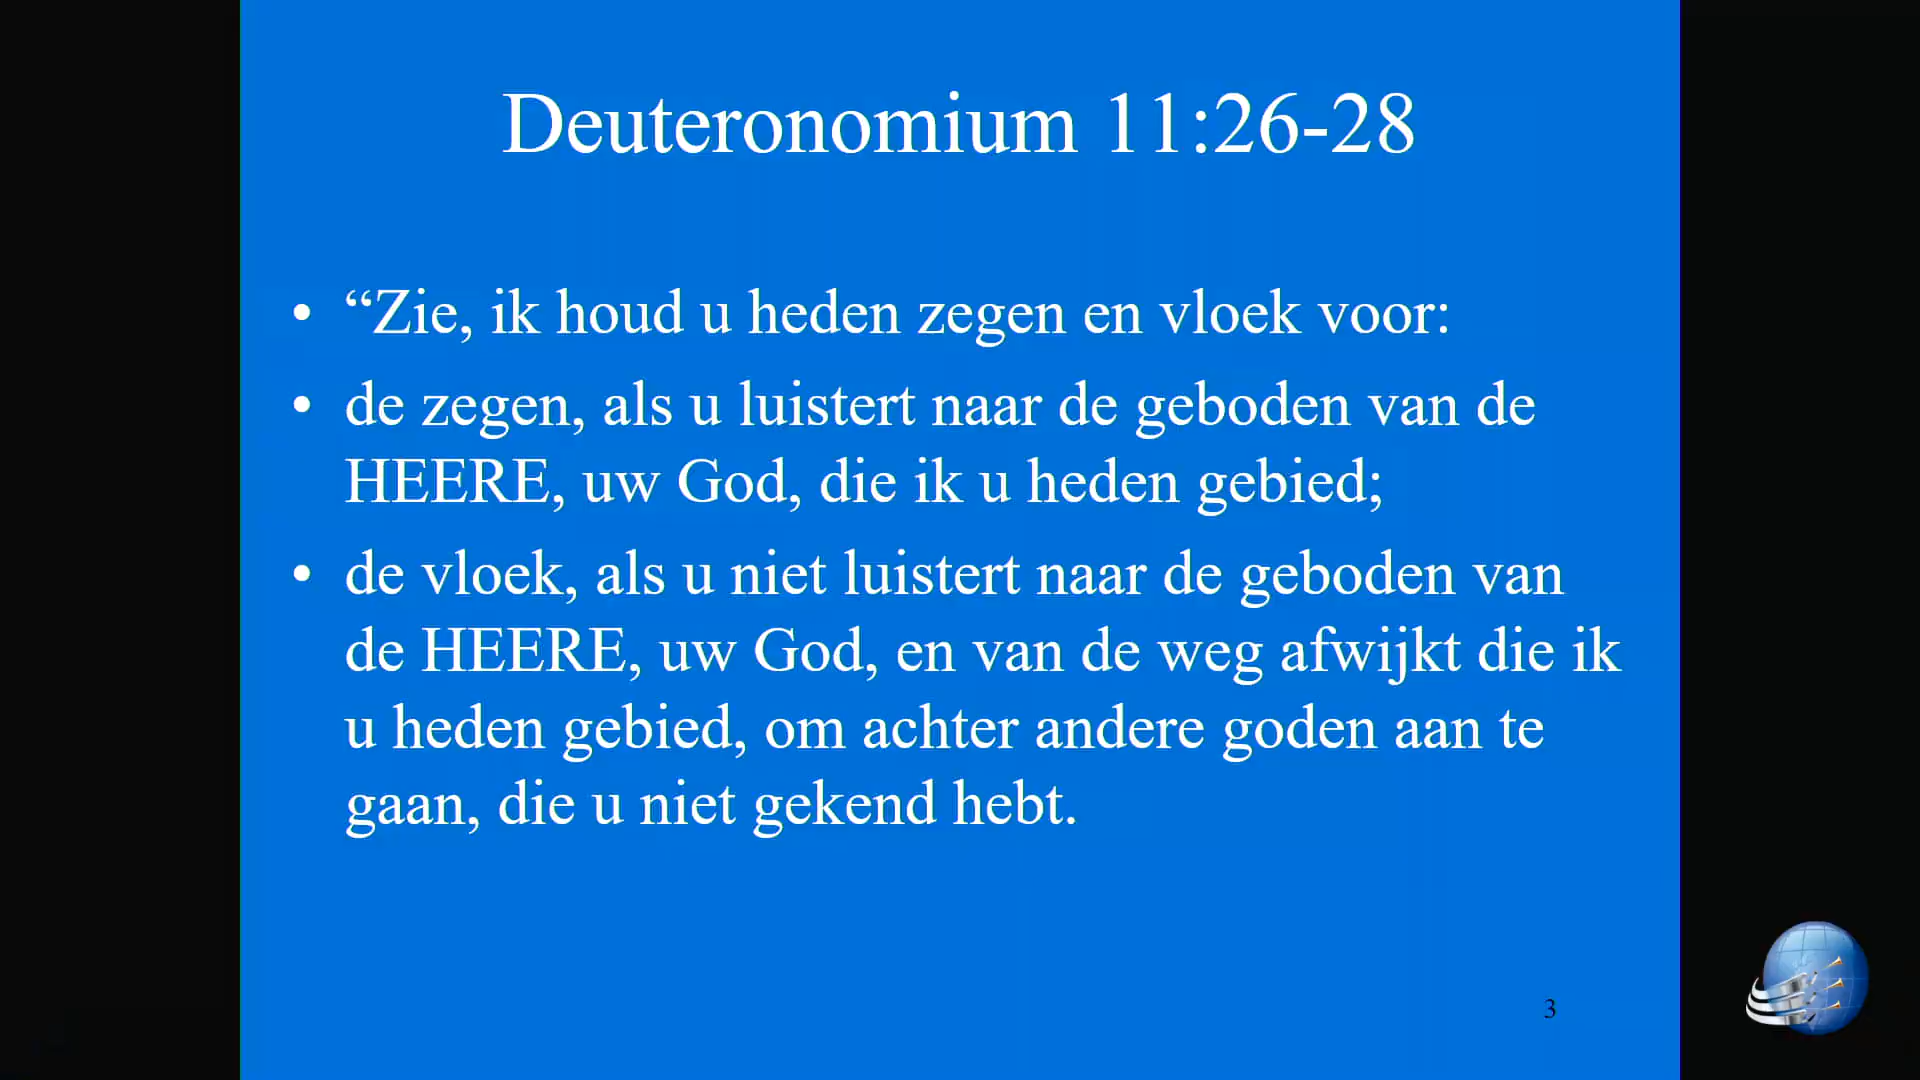 Deuteronomium 11:26-28
• “Zie, ik houd u heden zegen en vloek voor:
• de zegen, als u luistert naar de geboden van de
HEERE, uw God, die ik u heden gebied;
• de vloek, als u niet luistert naar de geboden van
de HEERE, uw God, en van de weg afwijkt die ik
u heden gebied, om achter andere goden aan te
gaan, die u niet gekend hebt.
3